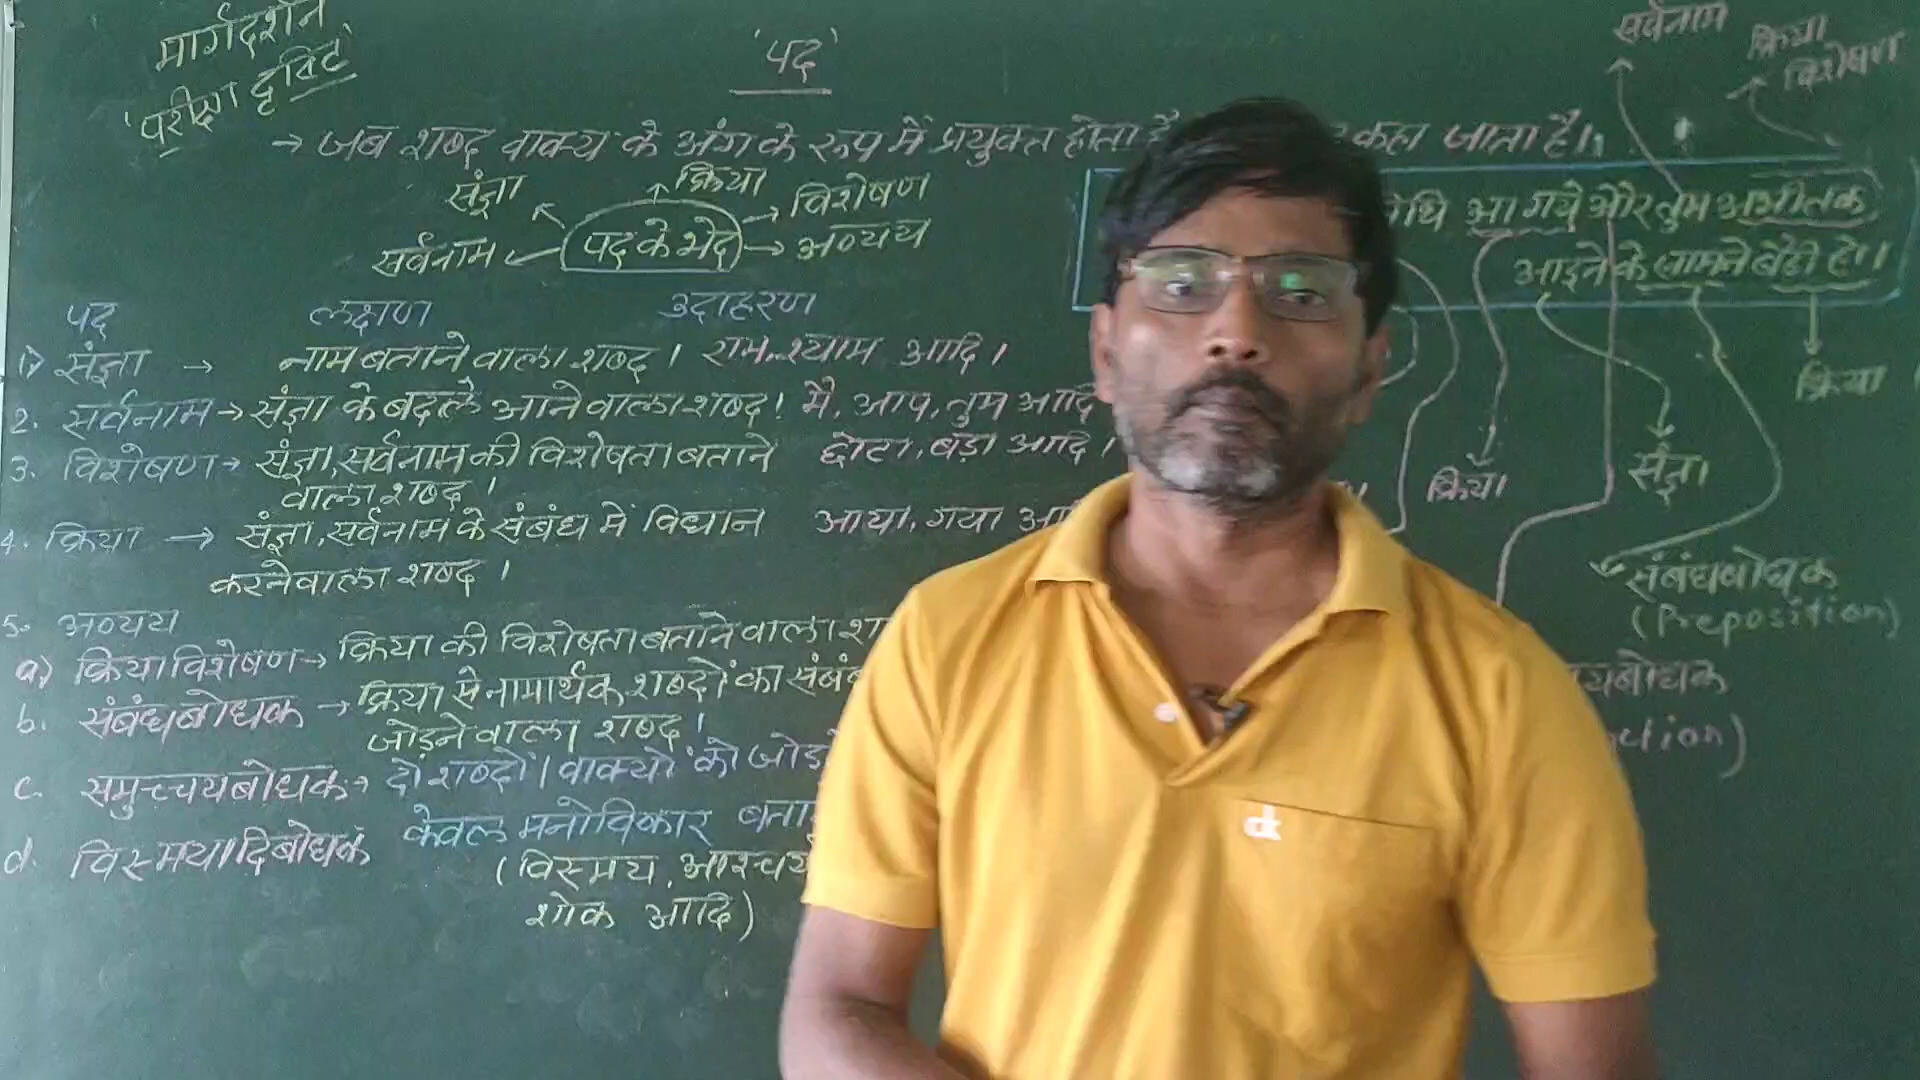 मार्गदर्शन
'परीक्षा दृष्टि'
'पद'
→ जब शब्द वाक्य के अंग के रूप में प्रयुक्त होता है कहा जाता है।
संज्ञा क्रिया विशेषण
सर्वनाम पद के भेद अव्यय
पद लक्षण उदाहरण
1) संज्ञा → नाम बताने वाला शब्द। राम, श्याम आदि।
2. सर्वनाम → संज्ञा के बदले आने वाला शब्द। मै, आप, तुम आदि
3. विशेषण → संज्ञा, सर्वनाम की विशेषता बताने छोटा, बड़ा आदि।
वाला शब्द।
4. क्रिया → संज्ञा, सर्वनाम के संबंध में विधान आया, गया
करनेवाला शब्द।
5. अव्यय
a) क्रियाविशेषण → क्रिया की विशेषता बताने वाला
b. संबंधबोधक → क्रिया से नामार्थक शब्दों का
जोड़ने वाला शब्द।
c. समुच्चयबोधक → दो शब्दों। वाक्यों को
d. विस्मयादिबोधक केवल मनोविकार
(विस्मय,
शोक आदि)
सर्वनाम
क्रिया
विशेषण
आ गये और तुम अभीतक
आइने के सामने बैठी हो।
क्रिया
संज्ञा
क्रिया
संबंधबोधक
(Preposition)